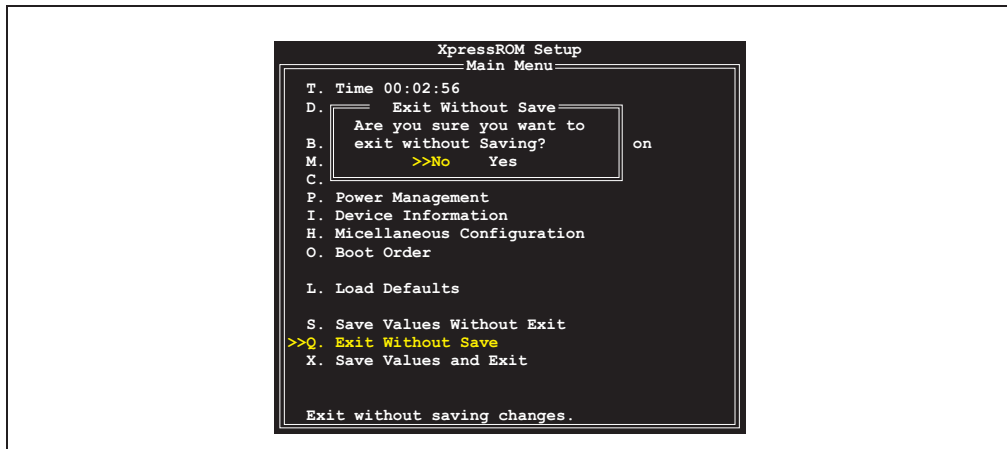 XpressROM Setup
Main Menu
T. Time 00:02:56
D.
Exit Without Save
Are you sure you want to
B. exit without Saving? on
M. >>No Yes
C.
P. Power Management
I. Device Information
H. Micellaneous Configuration
O. Boot Order
L. Load Defaults
S. Save Values Without Exit
>>Q. Exit Without Save
X. Save Values and Exit
Exit without saving changes.